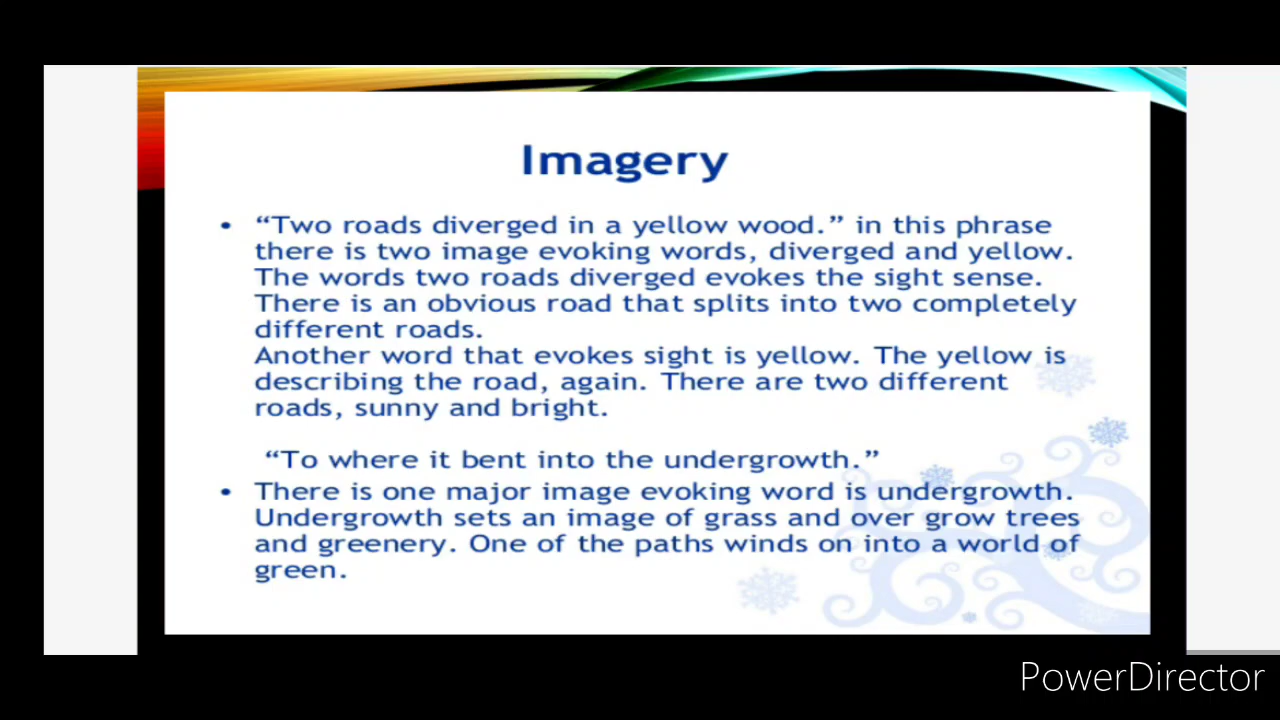 Imagery
• “Two roads diverged in a yellow wood.” in this phrase
there is two image evoking words, diverged and yellow.
The words two roads diverged evokes the sight sense.
There is an obvious road that splits into two completely
different roads.
Another word that evokes sight is yellow. The yellow is
describing the road, again. There are two different
roads, sunny and bright.
“To where it bent into the undergrowth.”
• There is one major image evoking word is undergrowth.
Undergrowth sets an image of grass and over grow trees
and greenery. One of the paths winds on into a world of
green.
PowerDirector